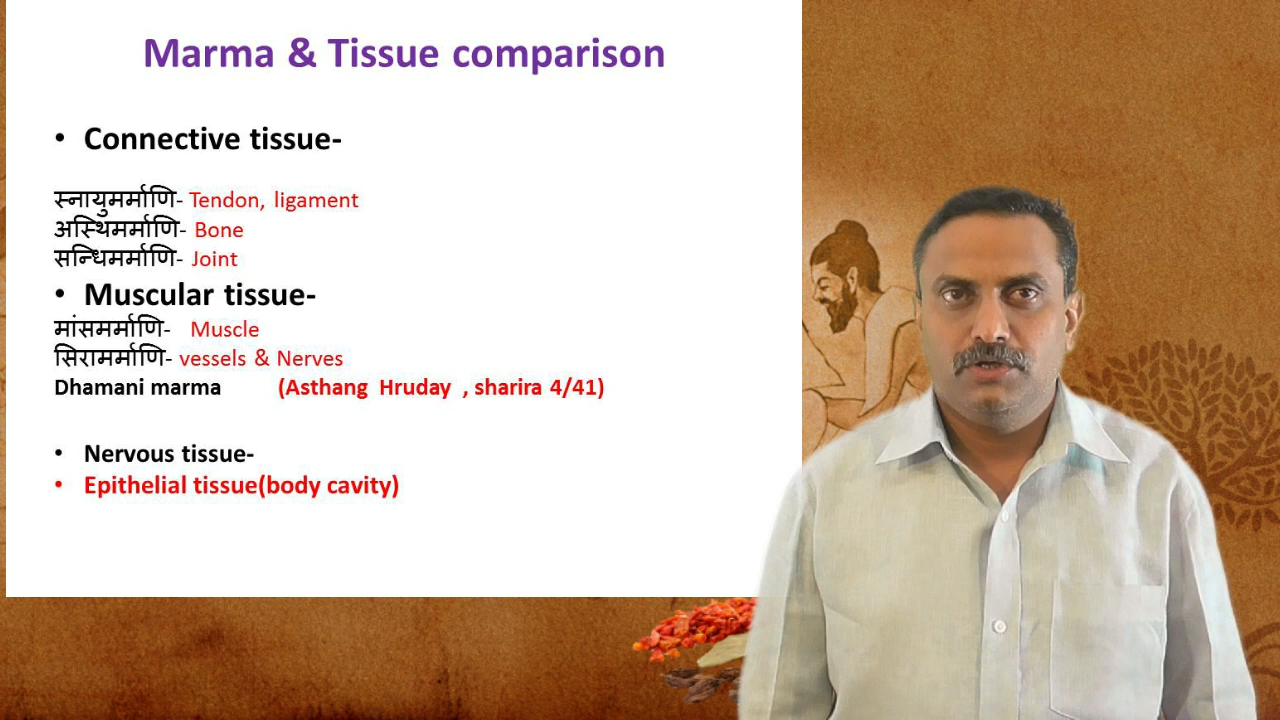 Marma & Tissue comparison
• Connective tissue-
स्नायुमर्माणि- Tendon, ligament
अस्थिमर्माणि- Bone
सन्धिमर्माणि- Joint
• Muscular tissue-
मांसमर्माणि- Muscle
सिरामर्माणि- vessels & Nerves
Dhamani marma (Asthang Hruday , sharira 4/41)
• Nervous tissue-
• Epithelial tissue(body cavity)